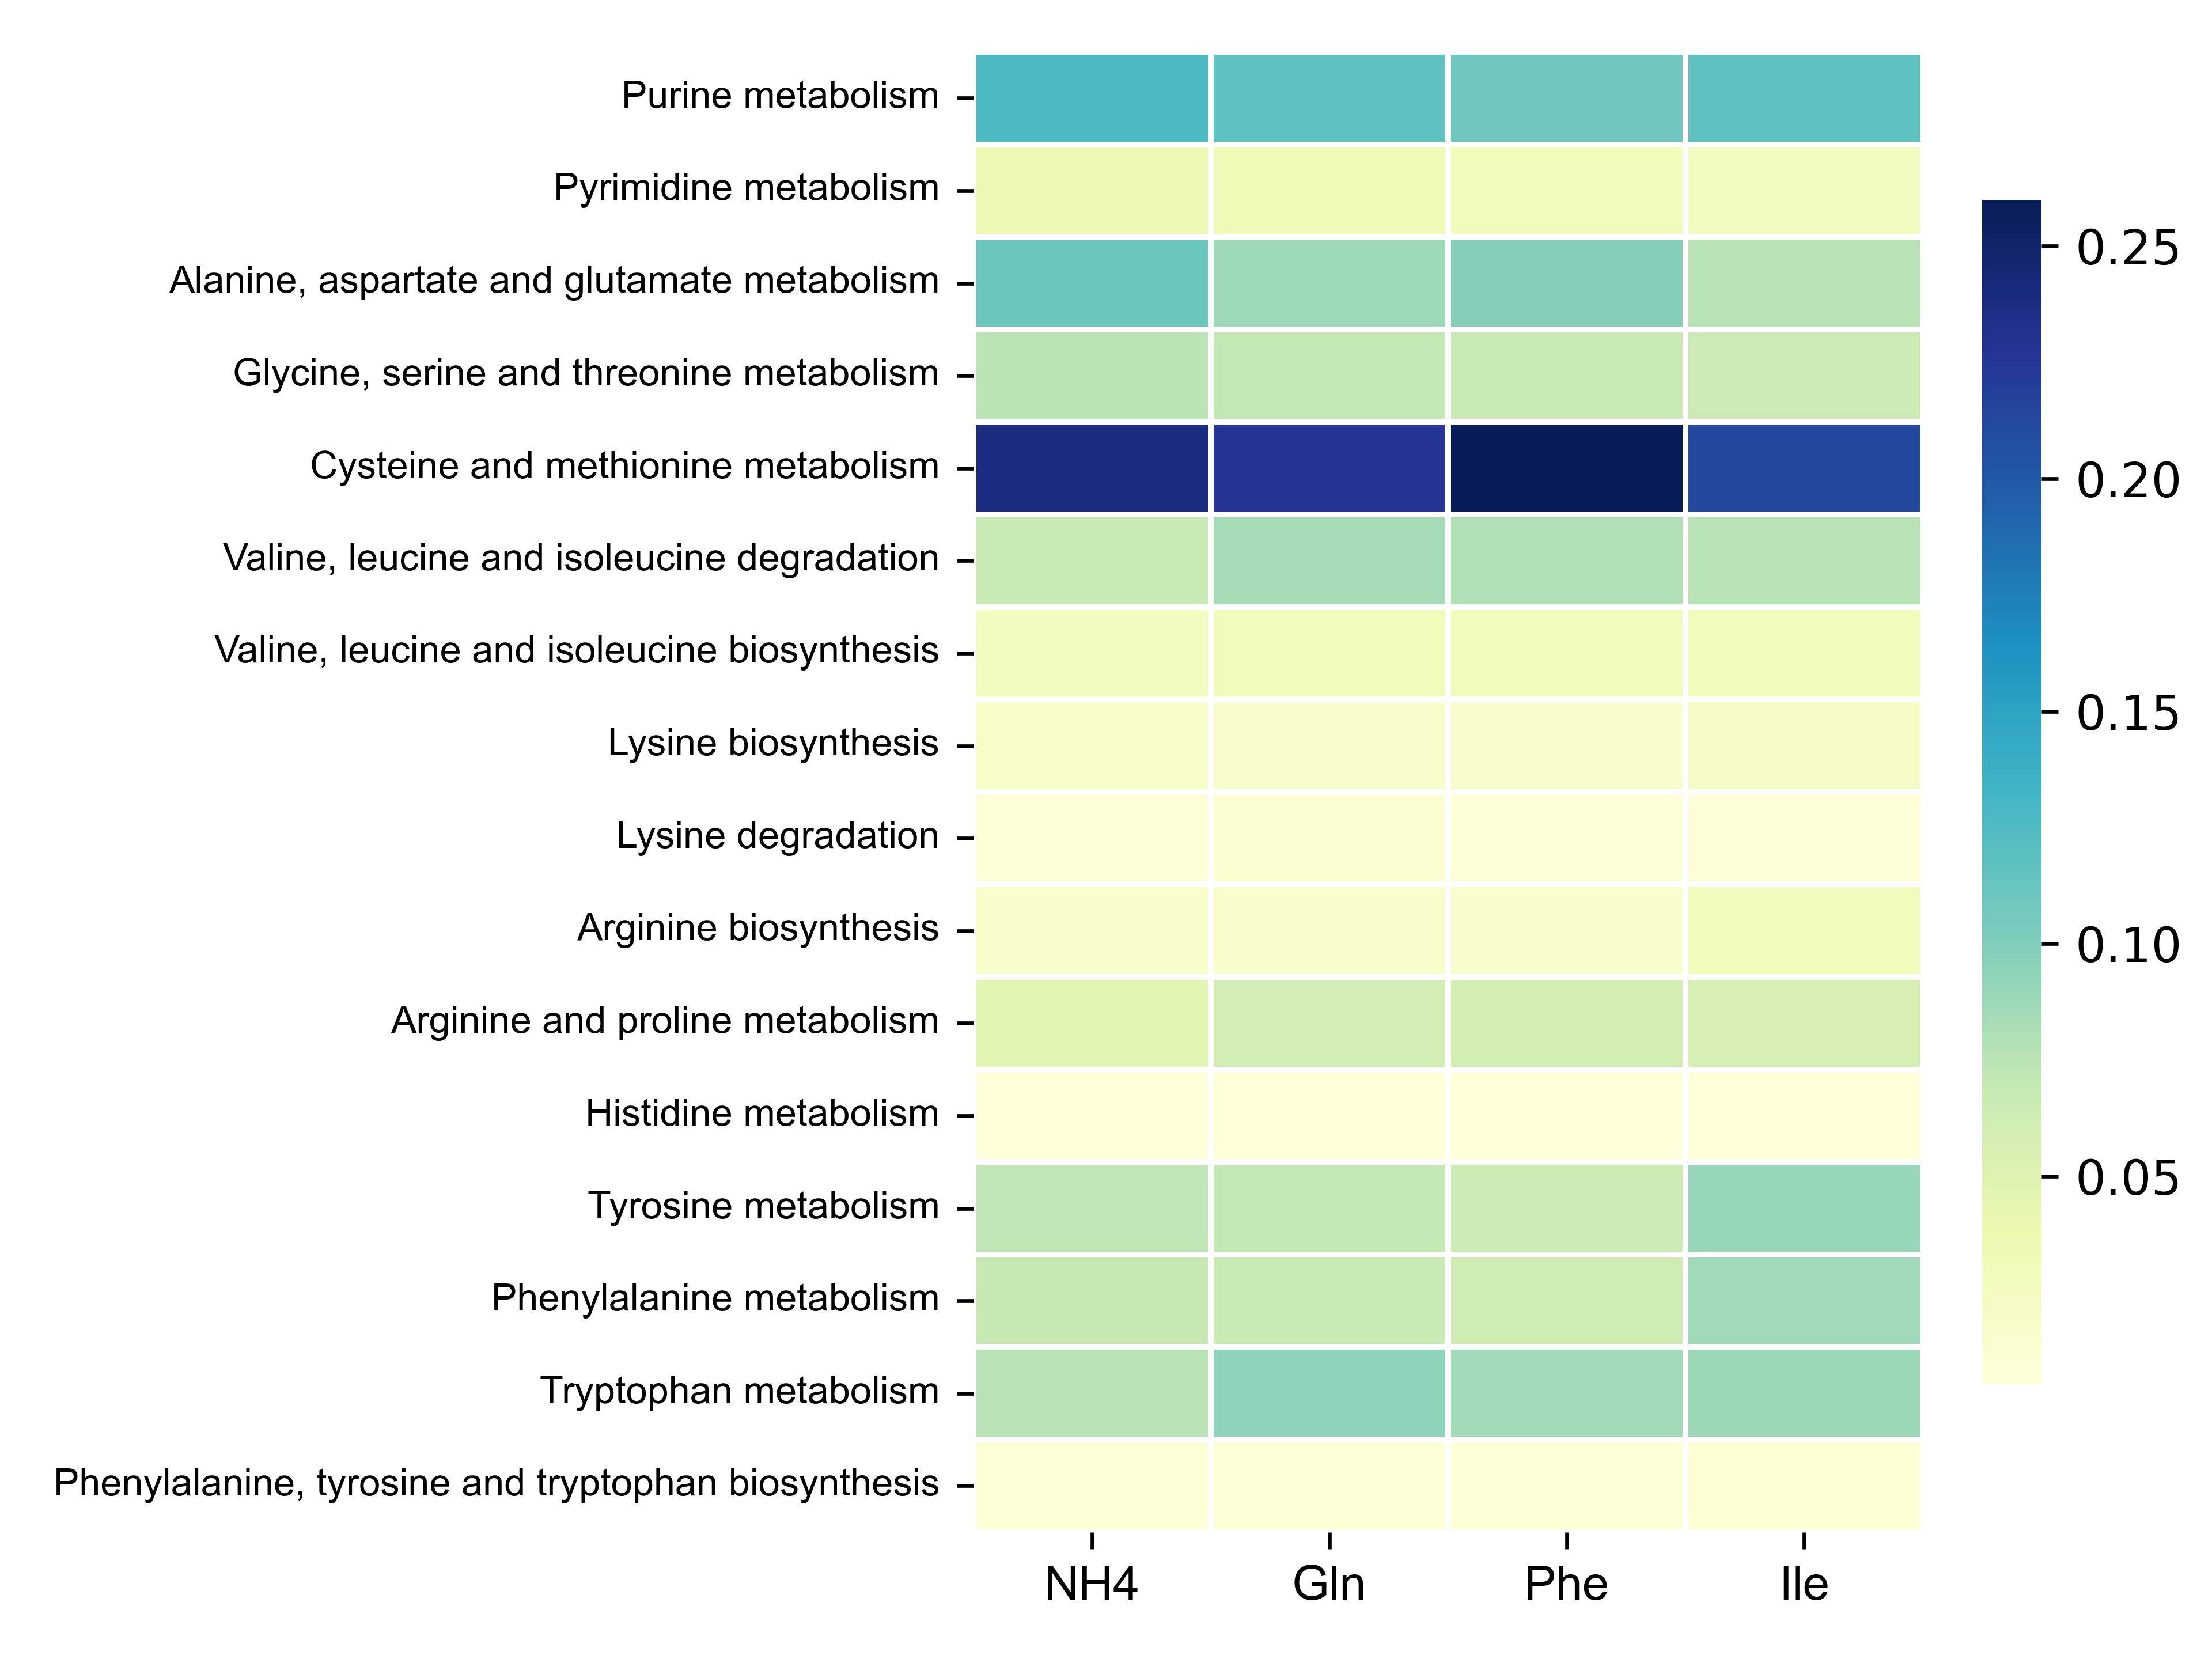 Purine metabolism
Pyrimidine metabolism
Alanine, aspartate and glutamate metabolism
Glycine, serine and threonine metabolism
Cysteine and methionine metabolism
Valine, leucine and isoleucine degradation
Valine, leucine and isoleucine biosynthesis
Lysine biosynthesis
Lysine degradation
Arginine biosynthesis
Arginine and proline metabolism
Histidine metabolism
Tyrosine metabolism
Phenylalanine metabolism
Tryptophan metabolism
Phenylalanine, tyrosine and tryptophan biosynthesis
NH4 Gln Phe Ile
0.25
0.20
0.15
0.10
0.05